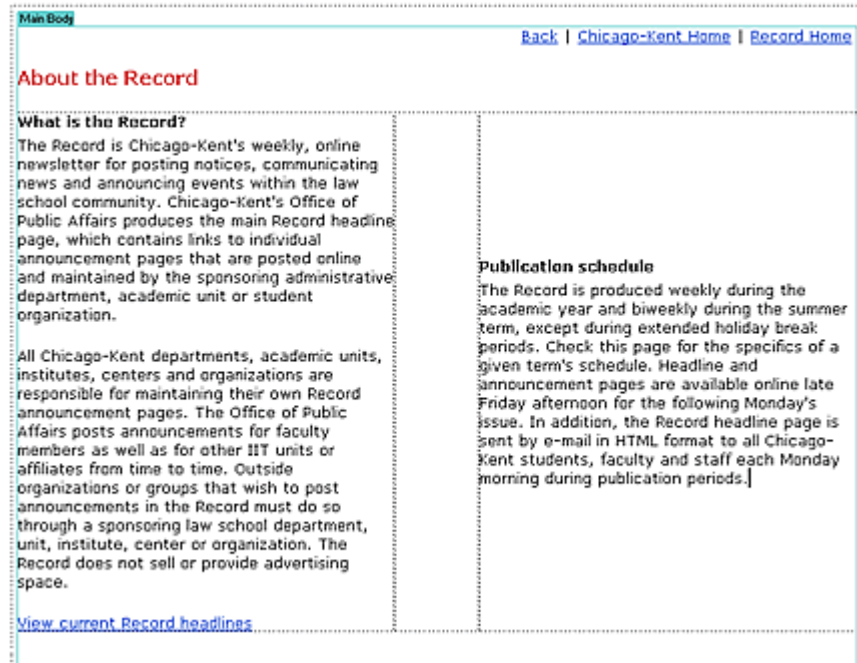 Main Body
Back | Chicago-Kent Home | Record Home
About the Record
What is the Record?
The Record is Chicago-Kent's weekly, online
newsletter for posting notices, communicating
news and announcing events within the law
school community. Chicago-Kent's Office of
Public Affairs produces the main Record headline
page, which contains links to individual
announcement pages that are posted online
and maintained by the sponsoring administrative
department, academic unit or student
organization.
All Chicago-Kent departments, academic units,
institutes, centers and organizations are
responsible for maintaining their own Record
announcement pages. The Office of Public
Affairs posts announcements for faculty
members as well as for other IIT units or
affiliates from time to time. Outside
organizations or groups that wish to post
announcements in the Record must do so
through a sponsoring law school department,
unit, institute, center or organization. The
Record does not sell or provide advertising
space.
View current Record headlines
Publication schedule
The Record is produced weekly during the
academic year and biweekly during the summer
term, except during extended holiday break
periods. Check this page for the specifics of a
given term's schedule. Headline and
announcement pages are available online late
Friday afternoon for the following Monday's
issue. In addition, the Record headline page is
sent by e-mail in HTML format to all Chicago-
Kent students, faculty and staff each Monday
morning during publication periods.